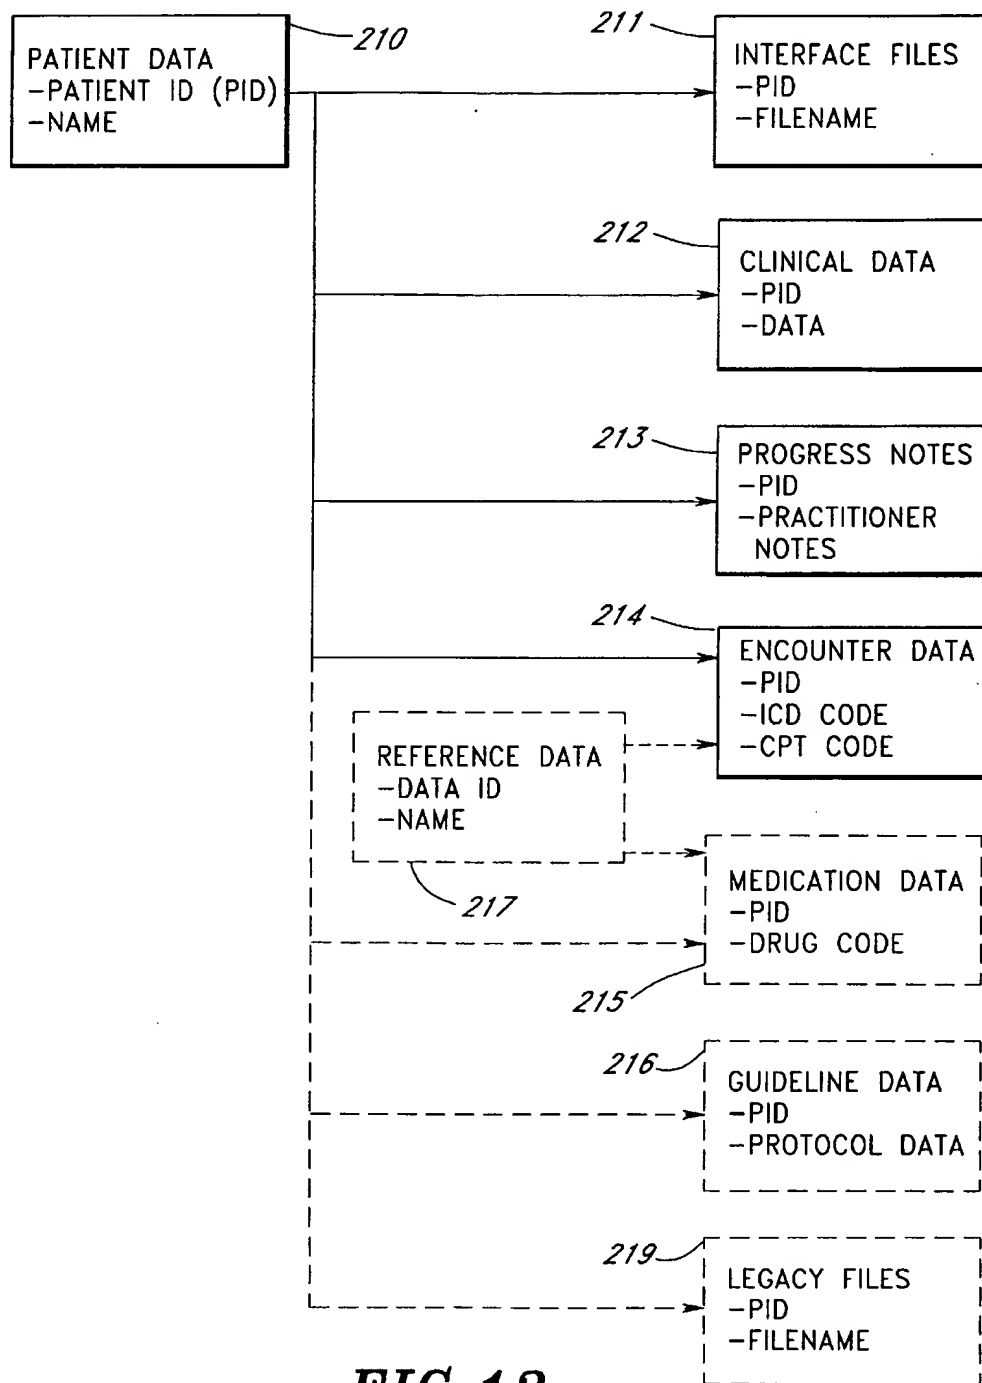 210
PATIENT DATA
-PATIENT ID (PID)
-NAME
211
INTERFACE FILES
-PID
-FILENAME
212
CLINICAL DATA
-PID
-DATA
213
PROGRESS NOTES
-PID
-PRACTITIONER
NOTES
214
ENCOUNTER DATA
-PID
-ICD CODE
-CPT CODE
REFERENCE DATA
-DATA ID
-NAME
217
MEDICATION DATA
-PID
-DRUG CODE
215
216
GUIDELINE DATA
-PID
-PROTOCOL DATA
219
LEGACY FILES
-PID
-FILENAME